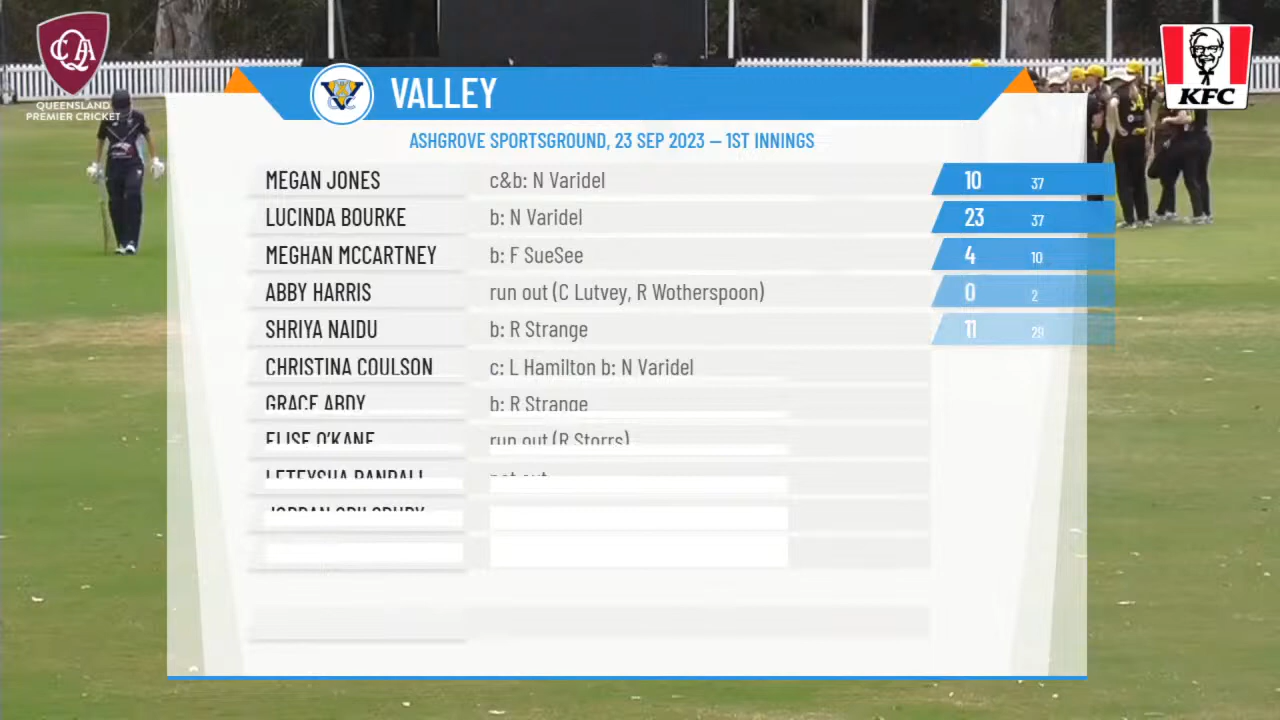 QUEENSLAND
PREMIER CRICKET
KFC
VALLEY
ASHGROVE SPORTSGROUND, 23 SEP 2023 – 1ST INNINGS
MEGAN JONES c&b: N Varidel 10 37
LUCINDA BOURKE b: N Varidel 23 37
MEGHAN MCCARTNEY b: F SueSee 4 10
ABBY HARRIS run out (C Lutvey, R Wotherspoon) 0 2
SHRIYA NAIDU b: R Strange 11 29
CHRISTINA COULSON c: L Hamilton b: N Varidel
GRACE b: R Strange
ELISE O'KANE run out (R Storrs)
not out